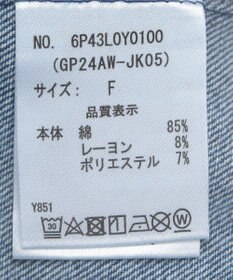 NO. 6P43L0Y0100
(GP24AW-JK05)
サイズ: F
品質表示
本体 綿 85%
レーヨン 8%
ポリエステル 7%
Y851
30
W